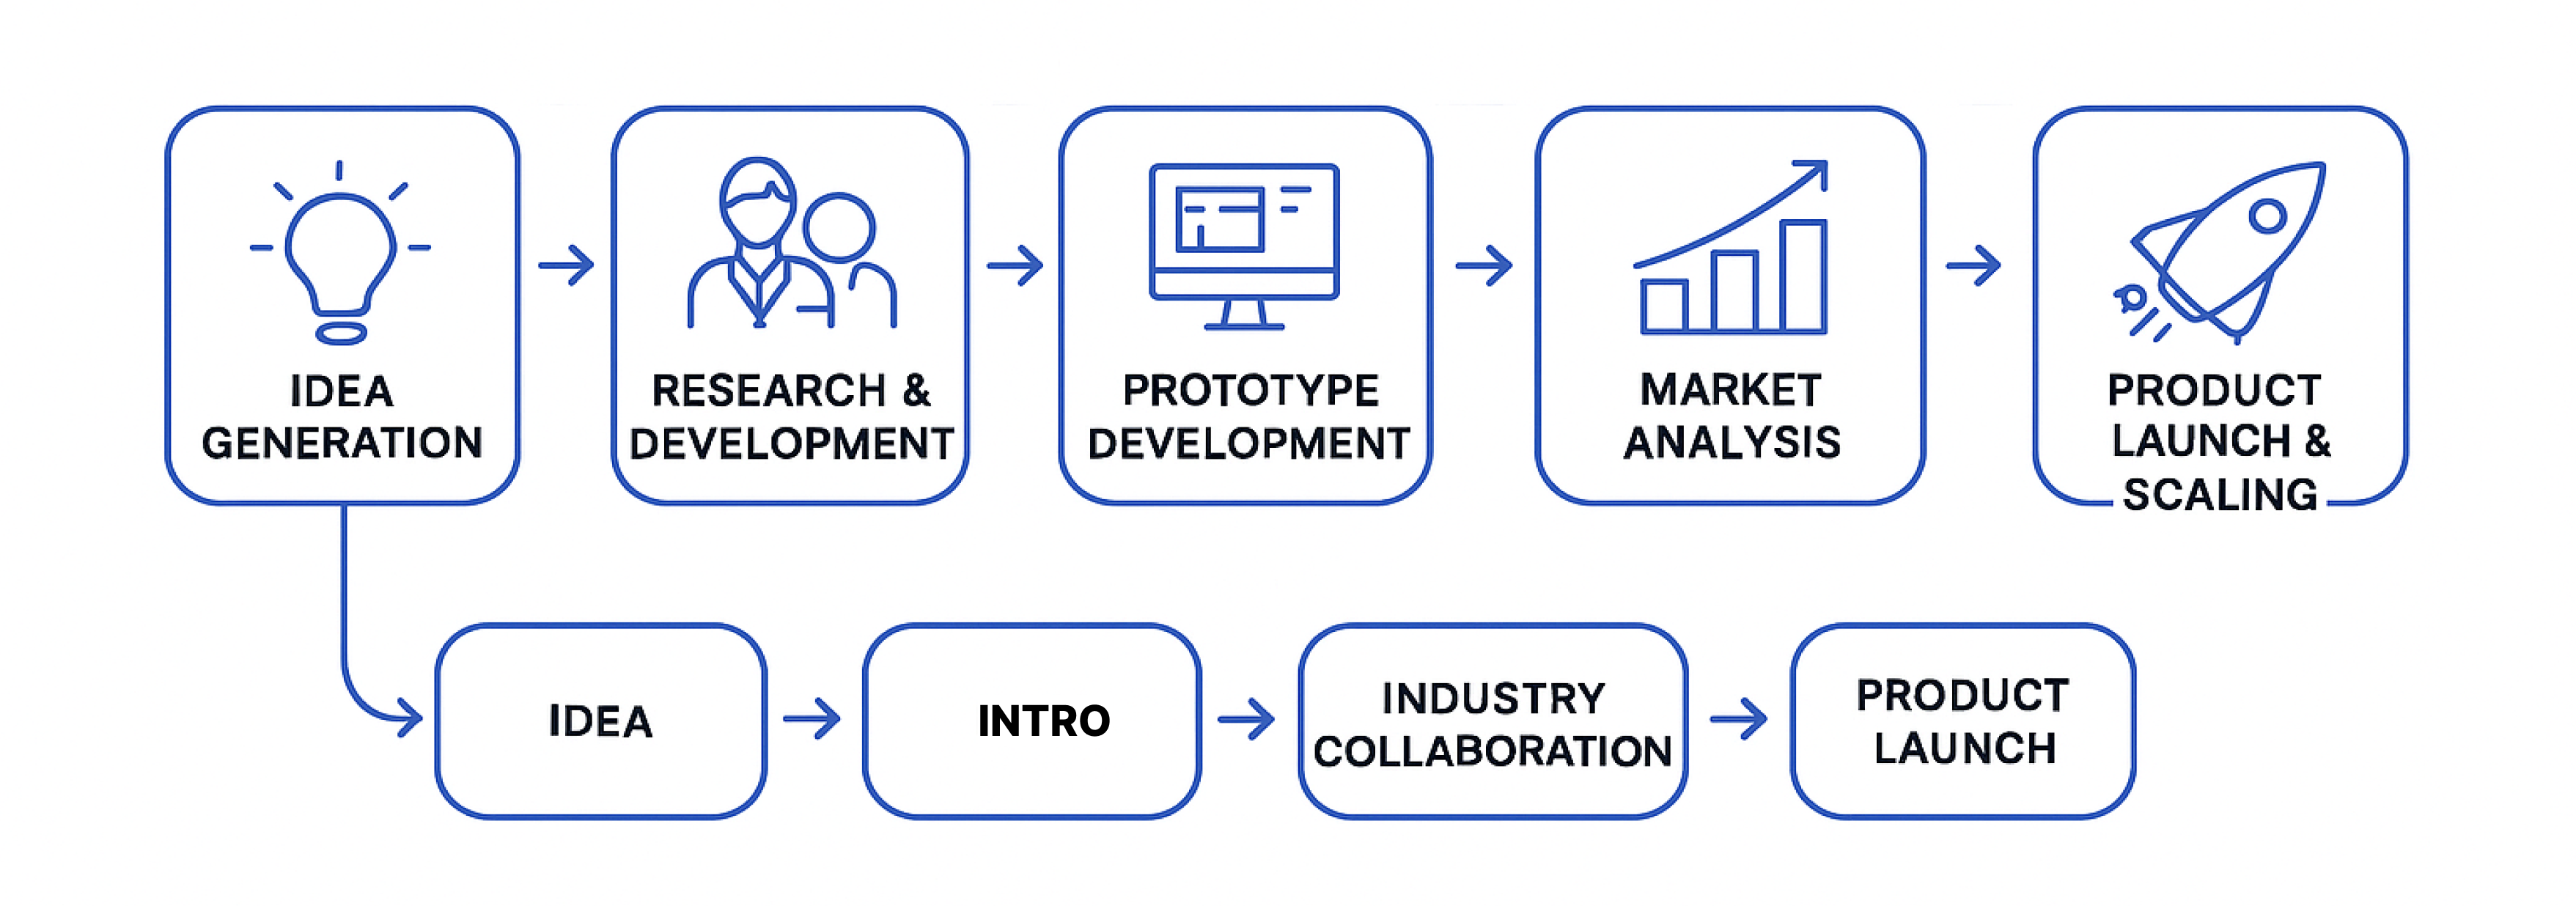 IDEA
GENERATION
RESEARCH &
DEVELOPMENT
PROTOTYPE
DEVELOPMENT
MARKET
ANALYSIS
PRODUCT
LAUNCH &
SCALING
IDEA
INTRO
INDUSTRY
COLLABORATION
PRODUCT
LAUNCH